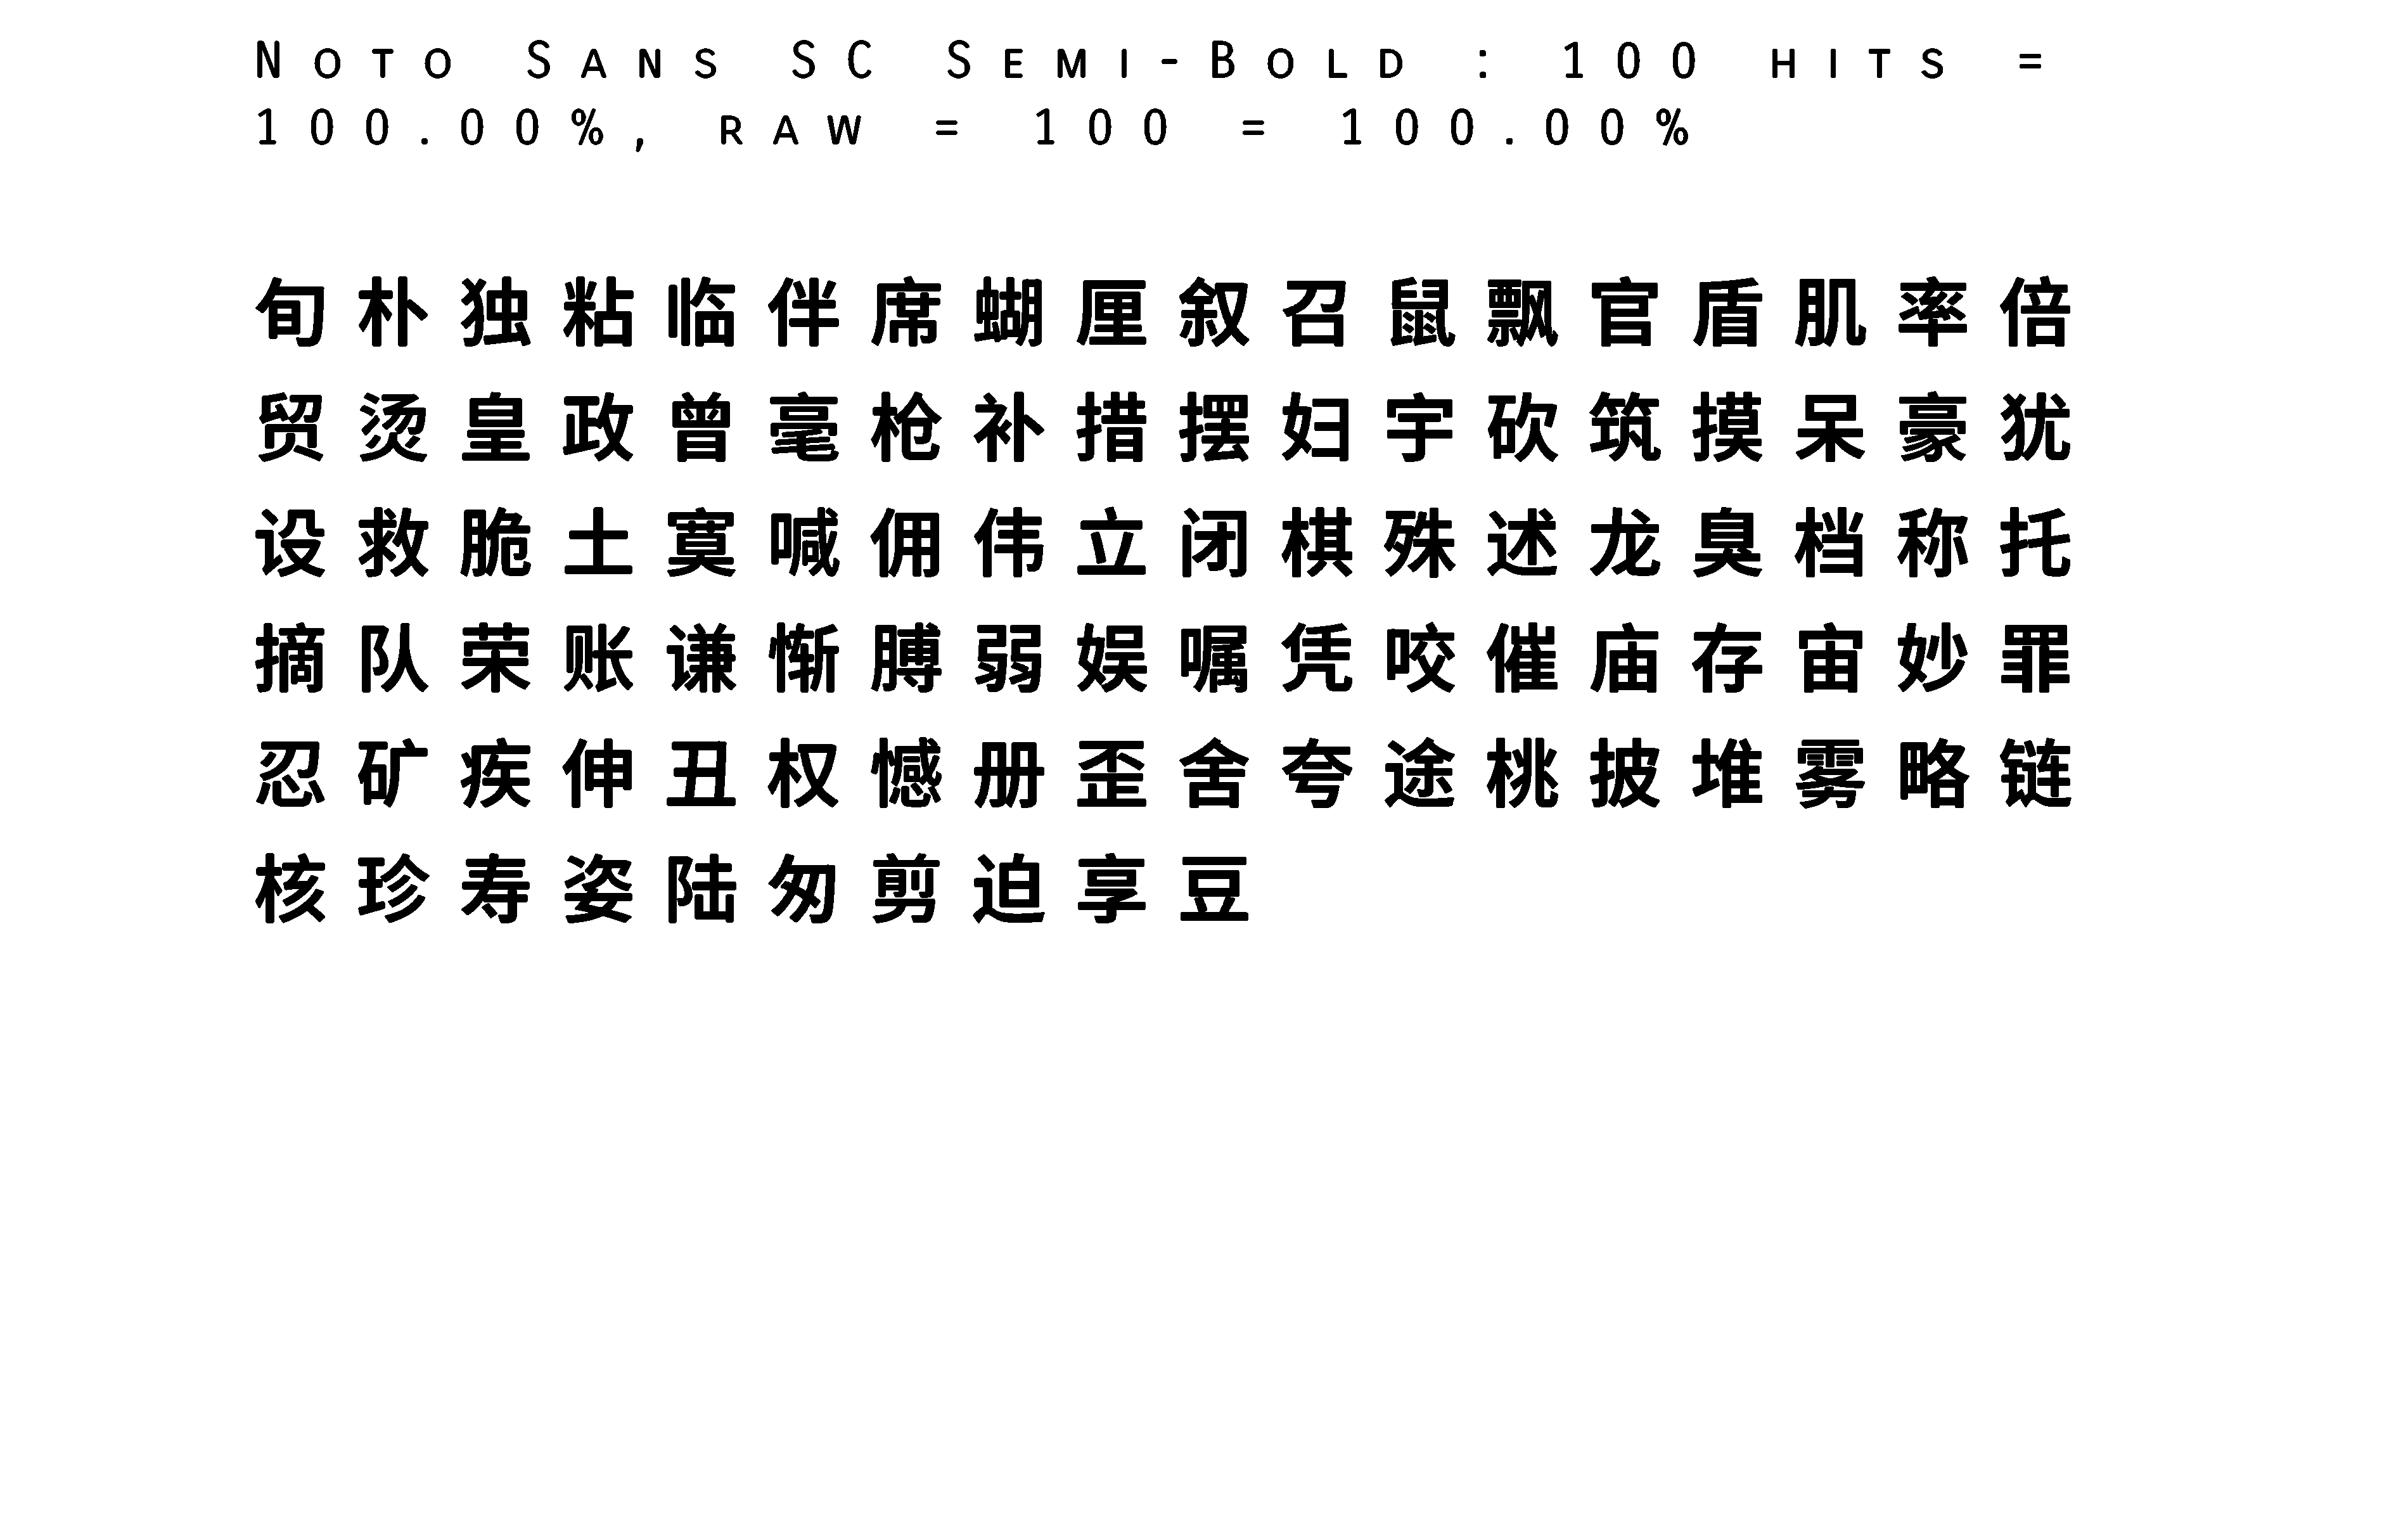 Noto Sans SC Semi-Bold : 100 hits =
100.00%, raw = 100 = 100.00%
旬朴独粘临伴席蝴厘叙召鼠飘官盾肌率倍
贸烫皇政曾毫枪补措摆妇宇砍筑摸呆豪犹
设救脆土寞喊佣伟立闭棋殊述龙臭档称托
摘队荣账谦惭膊弱娱嘱凭咬催庙存宙妙罪
忍矿疾伸丑权憾册歪舍夸途桃披堆雾略链
核珍寿姿陆匆剪迫享豆